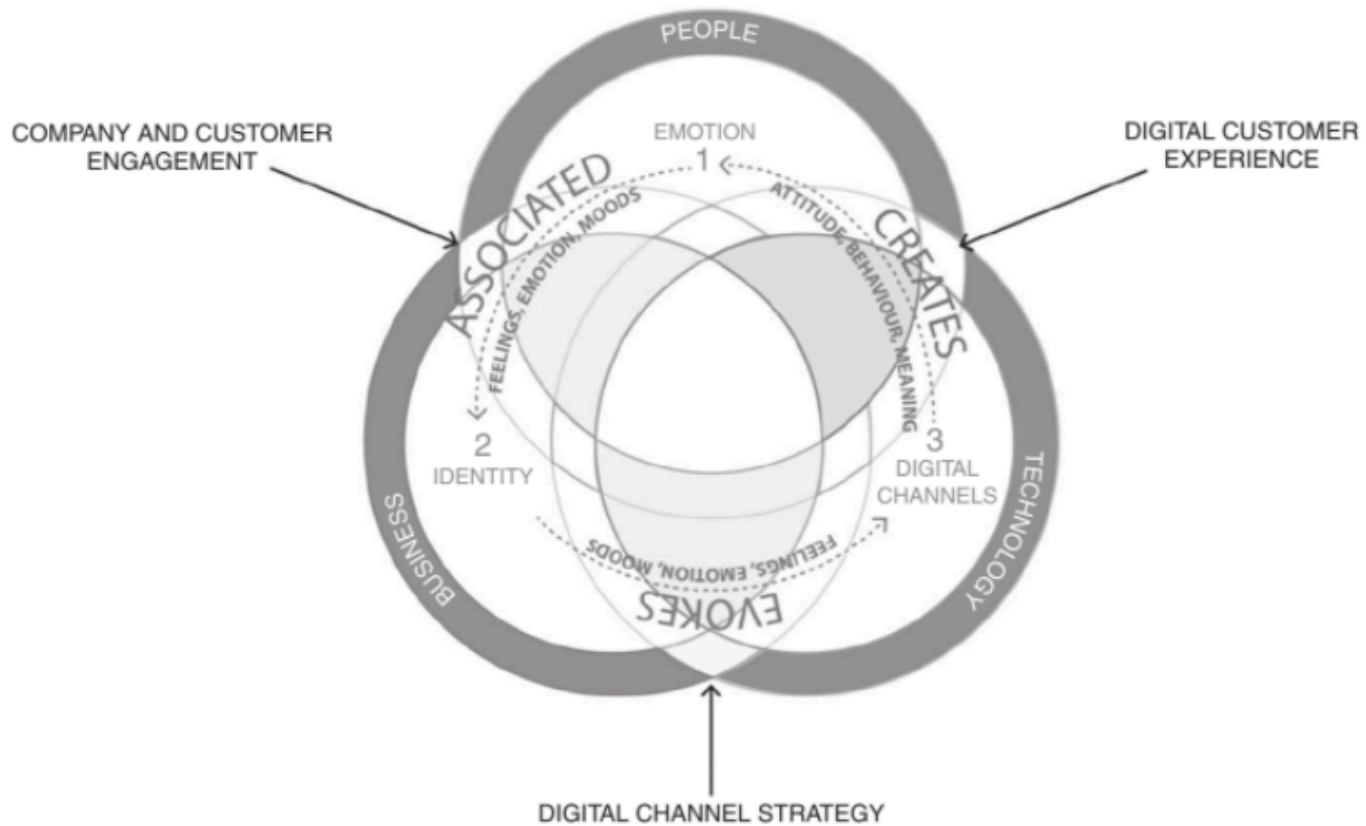 PEOPLE
COMPANY AND CUSTOMER
ENGAGEMENT
DIGITAL CUSTOMER
EXPERIENCE
EMOTION
1
ASSOCIATED
FEELINGS, EMOTION, MOODS
CREATES
ATTITUDE, BEHAVIOUR, MEANING
2
IDENTITY
3
DIGITAL
CHANNELS
BUSINESS
TECHNOLOGY
FEELINGS, EMOTION, MOODS
EVOKES
DIGITAL CHANNEL STRATEGY